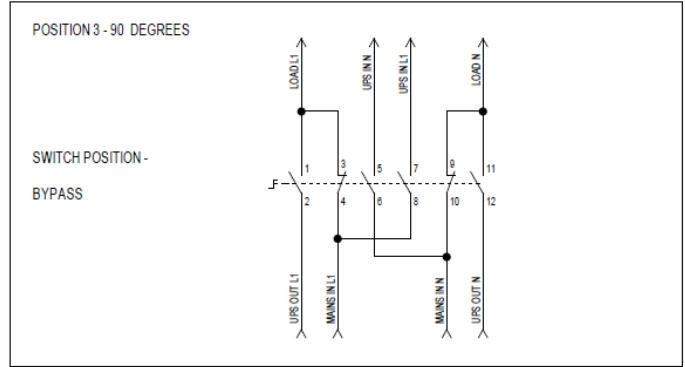 POSITION 3 - 90 DEGREES
LOAD L1
UPS IN N
UPS IN L1
LOAD N
SWITCH POSITION -
BYPASS
1
3
5
7
9
11
2
4
6
8
10
12
UPS OUT L1
MAINS IN L1
MAINS IN N
UPS OUT N